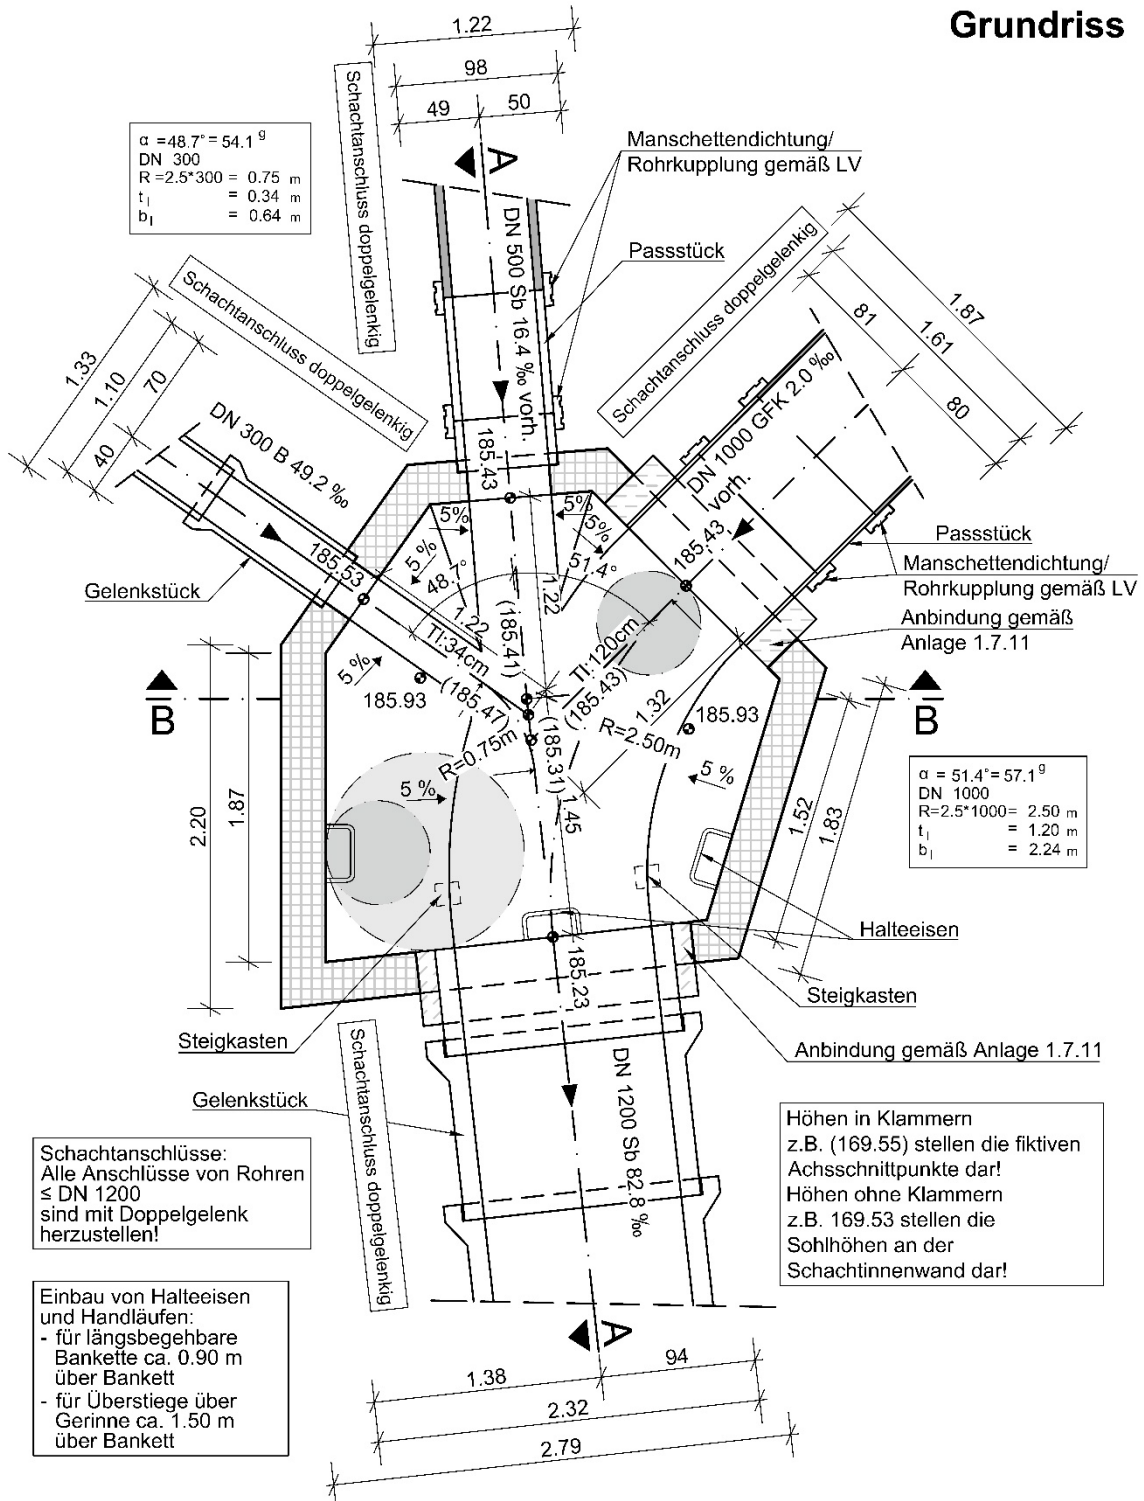 Grundriss
1.22
98
49
50
A
Schachtanschluss doppelgelenkig
α =48.7° = 54.1 g
DN 300
R =2.5*300 = 0.75 m
tl = 0.34 m
bl = 0.64 m
Manschettendichtung/
Rohrkupplung gemäß LV
Passstück
DN 500 Sb 16.4 ‰ vorh.
Schachtanschluss doppelgelenkig
1.87
1.61
81
80
Schachtanschluss doppelgelenkig
1.33
1.10
70
40
DN 300 B 49.2 ‰
DN 1000 GFK 2.0 ‰
vorh.
185.43
185.43
185.53
Gelenkstück
5%
5%
5%
5 %
48.7°
51.4°
1.22
1.22
Tl:34cm
(185.41)
Tl:120cm
(185.43)
(185.47)
1.32
R=0.75m
R=2.50m
(185.31)
1.45
5 %
185.93
185.93
5 %
5 %
Passstück
Manschettendichtung/
Rohrkupplung gemäß LV
Anbindung gemäß
Anlage 1.7.11
B
B
2.20
1.87
1.52
1.83
α = 51.4°= 57.1 g
DN 1000
R=2.5*1000= 2.50 m
tl = 1.20 m
bl = 2.24 m
Halteeisen
Steigkasten
Steigkasten
185.23
Anbindung gemäß Anlage 1.7.11
Gelenkstück
Schachtanschluss doppelgelenkig
DN 1200 Sb 82.8 ‰
Schachtanschlüsse:
Alle Anschlüsse von Rohren
≤ DN 1200
sind mit Doppelgelenk
herzustellen!
Höhen in Klammern
z.B. (169.55) stellen die fiktiven
Achsschnittpunkte dar!
Höhen ohne Klammern
z.B. 169.53 stellen die
Sohlhöhen an der
Schachtinnenwand dar!
Einbau von Halteeisen
und Handläufen:
- für längsbegehbare
Bankette ca. 0.90 m
über Bankett
- für Überstiege über
Gerinne ca. 1.50 m
über Bankett
A
1.38
94
2.32
2.79